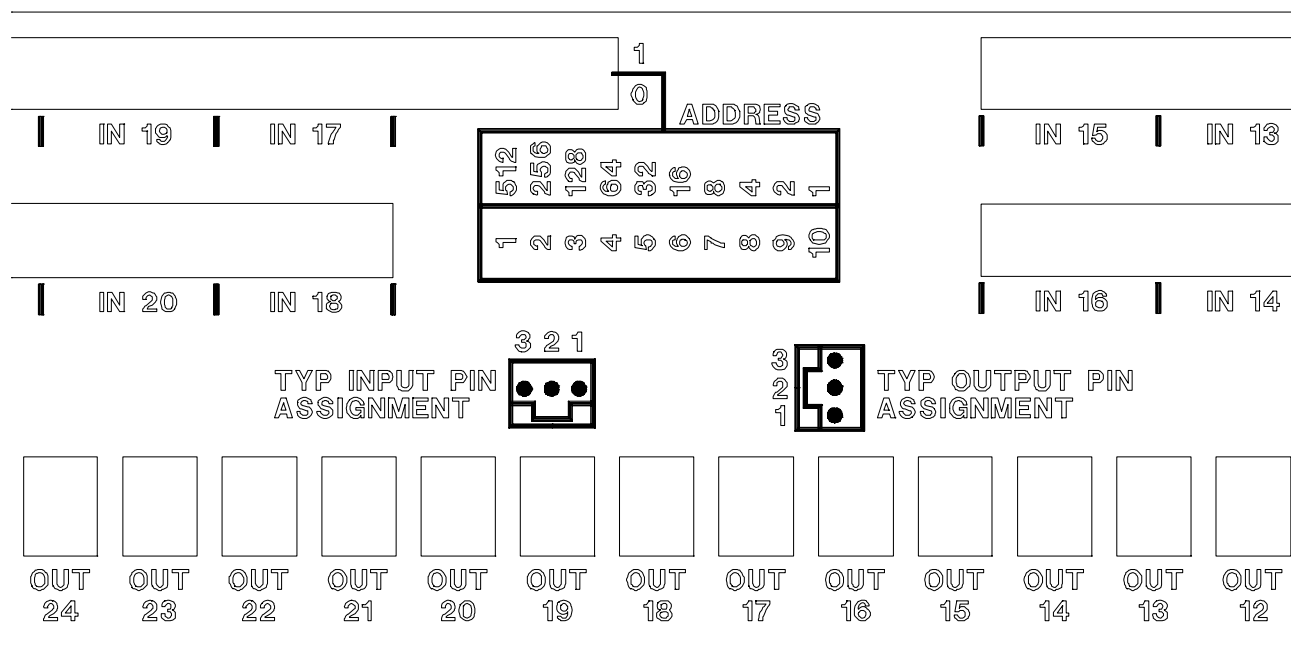 1
0
ADDRESS
IN 19 IN 17 IN 15 IN 13
512 256 128 64 32 16 8 4 2 1
1 2 3 4 5 6 7 8 9 10
IN 20 IN 18 IN 16 IN 14
3 2 1
TYP INPUT PIN
ASSIGNMENT
3
2
1
TYP OUTPUT PIN
ASSIGNMENT
OUT OUT OUT OUT OUT OUT OUT OUT OUT OUT OUT OUT OUT
24 23 22 21 20 19 18 17 16 15 14 13 12